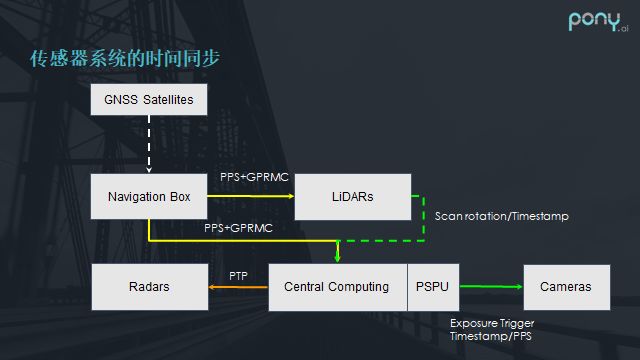 pony.ai
传感器系统的时间同步
GNSS Satellites
PPS+GPRMC
Navigation Box
LiDARs
Scan rotation/Timestamp
PPS+GPRMC
Radars
PTP
Central Computing
PSPU
Cameras
Exposure Trigger
Timestamp/PPS